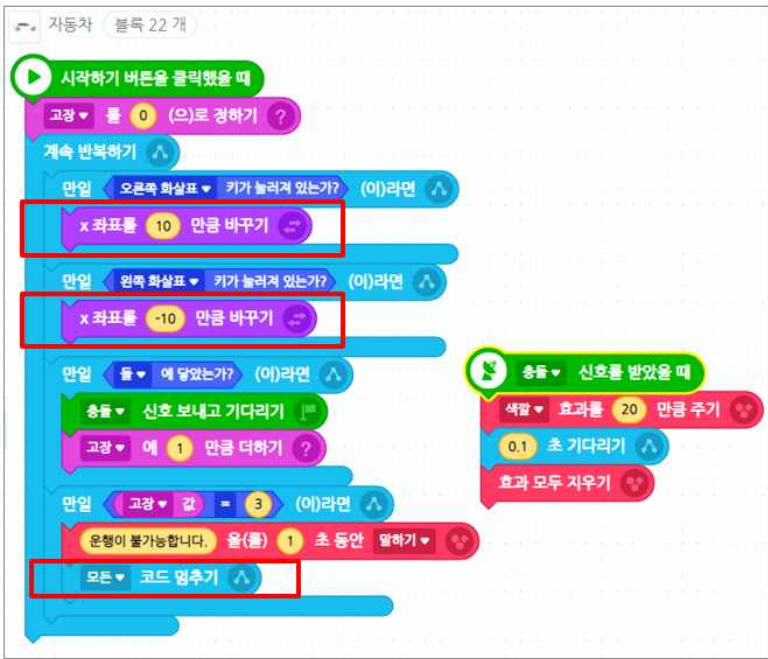 자동차 블록 22 개
시작하기 버튼을 클릭했을 때
고장 ▼ 를 0 (으)로 정하기 ?
계속 반복하기
만일 오른쪽 화살표 ▼ 키가 눌러져 있는가? (이)라면
x 좌표를 10 만큼 바꾸기
만일 왼쪽 화살표 ▼ 키가 눌러져 있는가? (이)라면
x 좌표를 -10 만큼 바꾸기
만일 돌 ▼ 에 닿았는가? (이)라면
충돌 ▼ 신호 보내고 기다리기
고장 ▼ 에 1 만큼 더하기 ?
만일 고장 ▼ 값 = 3 (이)라면
운행이 불가능합니다. 을(를) 1 초 동안 말하기 ▼
모든 ▼ 코드 멈추기
충돌 ▼ 신호를 받았을 때
색깔 ▼ 효과를 20 만큼 주기
0.1 초 기다리기
효과 모두 지우기